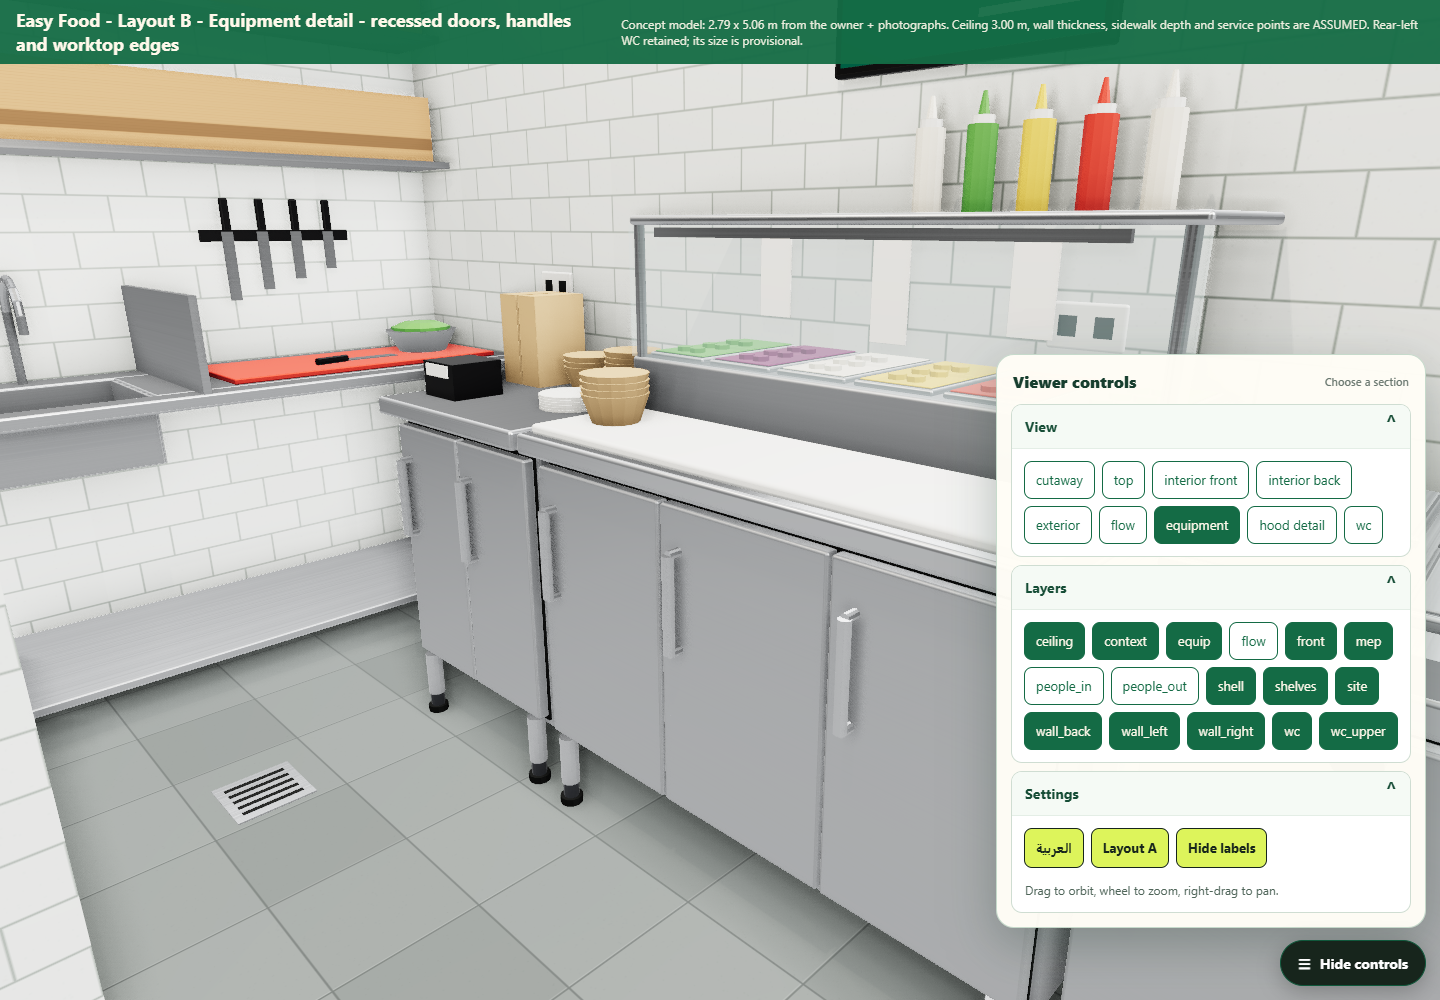 Easy Food - Layout B - Equipment detail - recessed doors, handles
and worktop edges
Concept model: 2.79 x 5.06 m from the owner + photographs. Ceiling 3.00 m, wall thickness, sidewalk depth and service points are ASSUMED. Rear-left
WC retained; its size is provisional.
Viewer controls
Choose a section
View
^
cutaway
top
interior front
interior back
exterior
flow
equipment
hood detail
wc
Layers
^
ceiling
context
equip
flow
front
mep
people_in
people_out
shell
shelves
site
wall_back
wall_left
wall_right
wc
wc_upper
Settings
^
العربية
Layout A
Hide labels
Drag to orbit, wheel to zoom, right-drag to pan.
☰ Hide controls